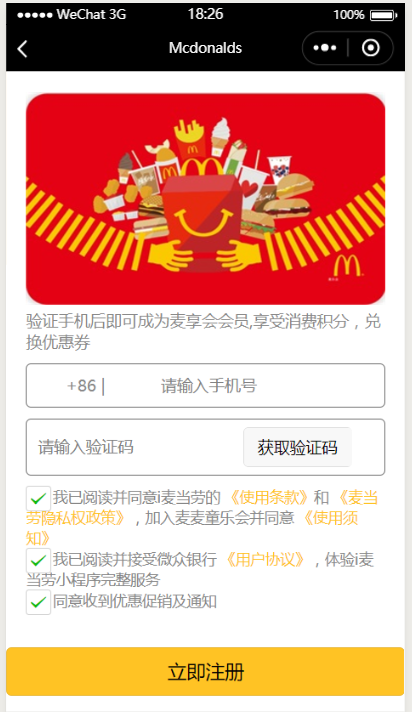 ●●●●● WeChat 3G 18:26 100%
Mcdonalds
验证手机后即可成为麦享会会员,享受消费积分，兑
换优惠券
+86 | 请输入手机号
请输入验证码 获取验证码
我已阅读并同意i麦当劳的《使用条款》和《麦当
劳隐私权政策》，加入麦麦童乐会并同意《使用须
知》
我已阅读并接受微众银行《用户协议》，体验i麦
当劳小程序完整服务
同意收到优惠促销及通知
立即注册